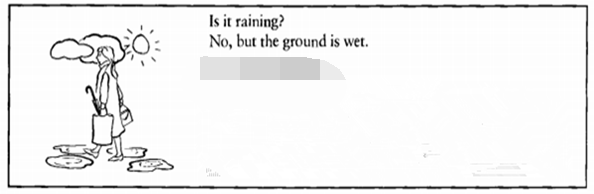 Is it raining?
No, but the ground is wet.